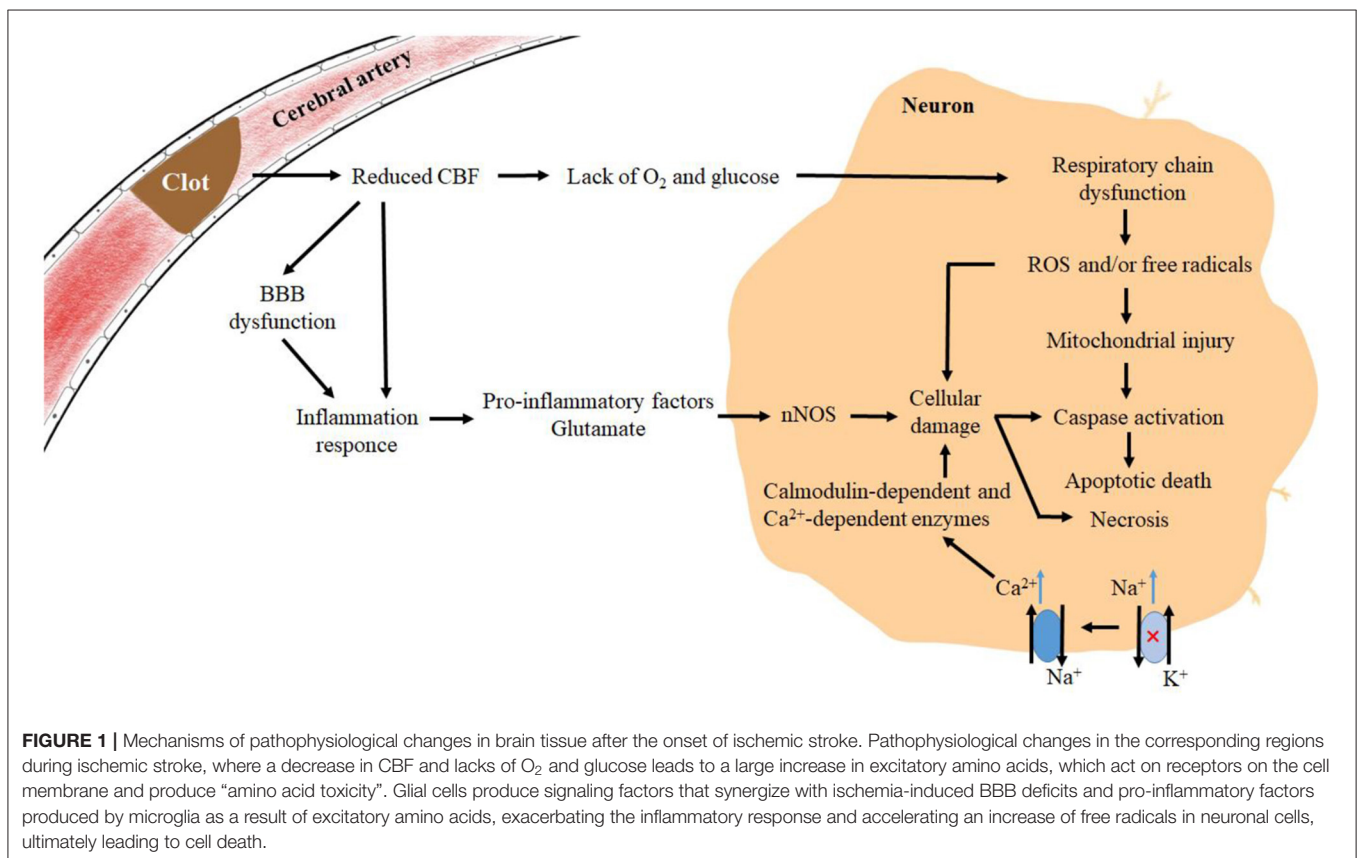 Cerebral artery
Clot
Neuron
Reduced CBF
Lack of O₂ and glucose
Respiratory chain
dysfunction
ROS and/or free radicals
BBB
dysfunction
Mitochondrial injury
Inflammation
responce
Pro-inflammatory factors
Glutamate
nNOS
Cellular
damage
Caspase activation
Apoptotic death
Calmodulin-dependent and
Ca²⁺-dependent enzymes
Necrosis
Ca²⁺
Na⁺
Na⁺
K⁺
FIGURE 1 | Mechanisms of pathophysiological changes in brain tissue after the onset of ischemic stroke. Pathophysiological changes in the corresponding regions
during ischemic stroke, where a decrease in CBF and lacks of O₂ and glucose leads to a large increase in excitatory amino acids, which act on receptors on the cell
membrane and produce “amino acid toxicity”. Glial cells produce signaling factors that synergize with ischemia-induced BBB deficits and pro-inflammatory factors
produced by microglia as a result of excitatory amino acids, exacerbating the inflammatory response and accelerating an increase of free radicals in neuronal cells,
ultimately leading to cell death.